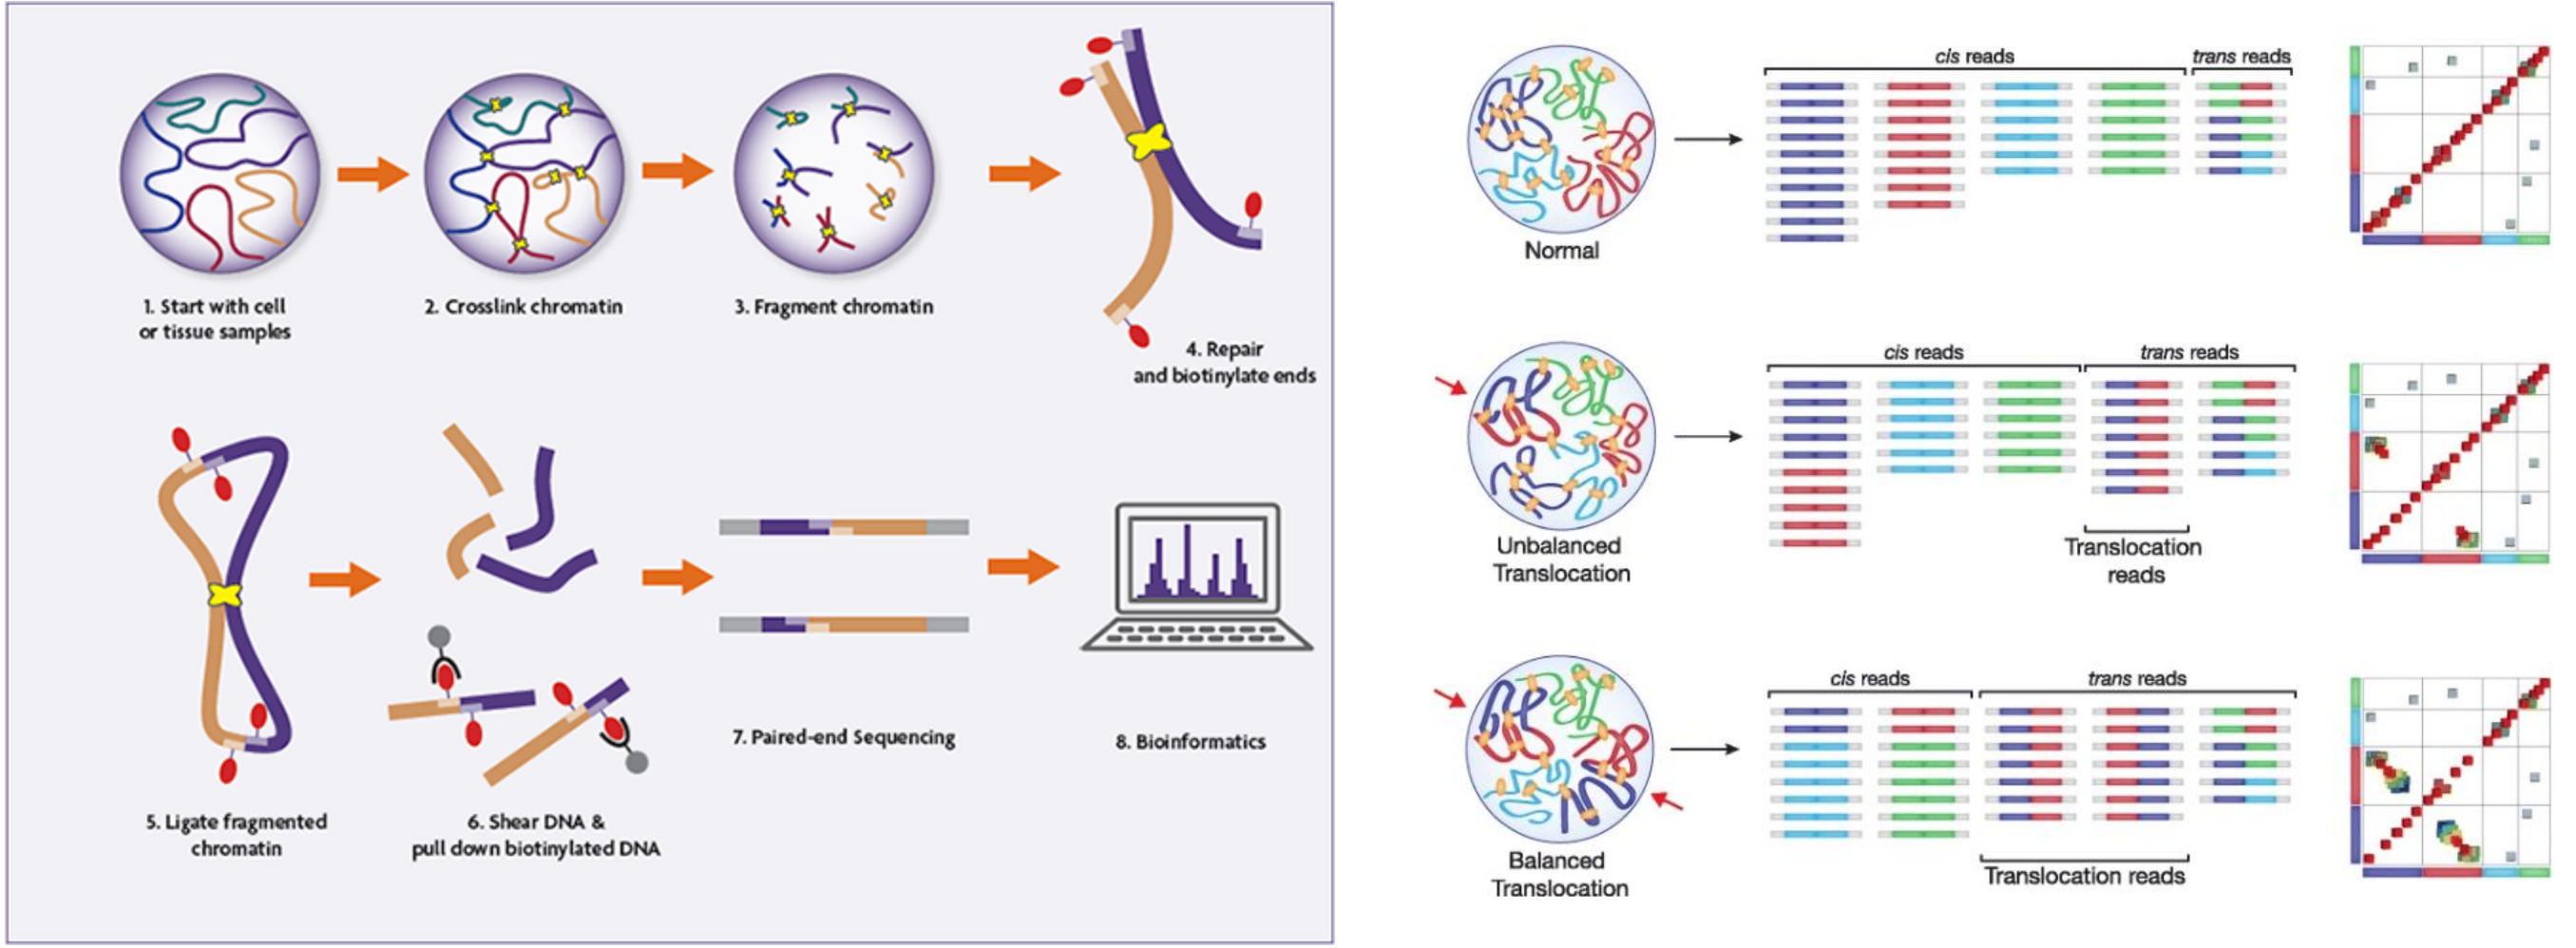 1. Start with cell
or tissue samples
2. Crosslink chromatin
3. Fragment chromatin
4. Repair
and biotinylate ends
5. Ligate fragmented
chromatin
6. Shear DNA &
pull down biotinylated DNA
7. Paired-end Sequencing
8. Bioinformatics
cis reads
trans reads
Normal
cis reads
trans reads
Unbalanced
Translocation
Translocation
reads
cis reads
trans reads
Balanced
Translocation
Translocation reads